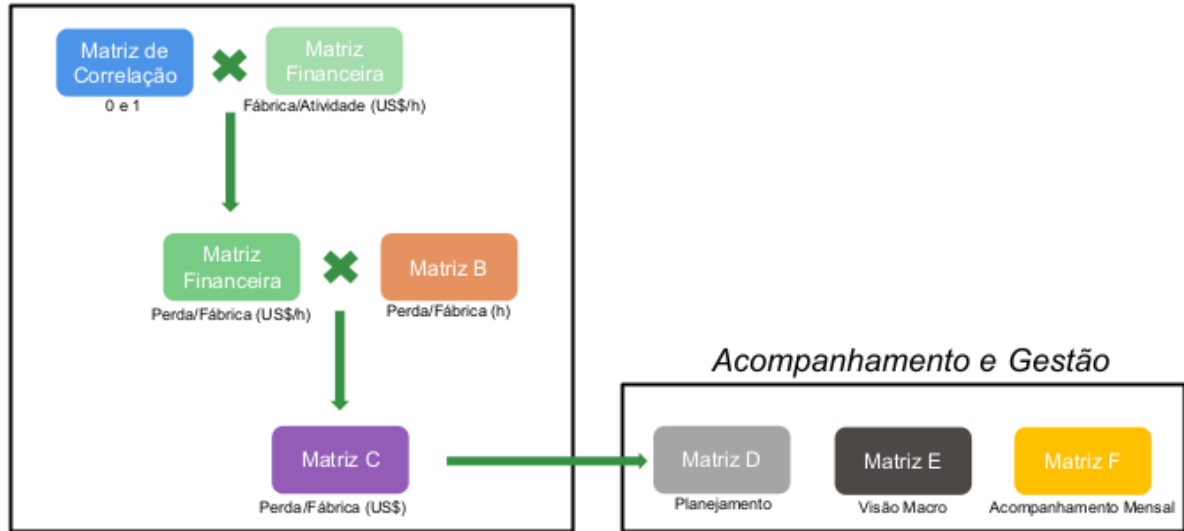 Matriz de
Correlação
0 e 1
Matriz
Financeira
Fábrica/Atividade (US$/h)
Matriz
Financeira
Perda/Fábrica (US$/h)
Matriz B
Perda/Fábrica (h)
Matriz C
Perda/Fábrica (US$)
Acompanhamento e Gestão
Matriz D
Planejamento
Matriz E
Visão Macro
Matriz F
Acompanhamento Mensal